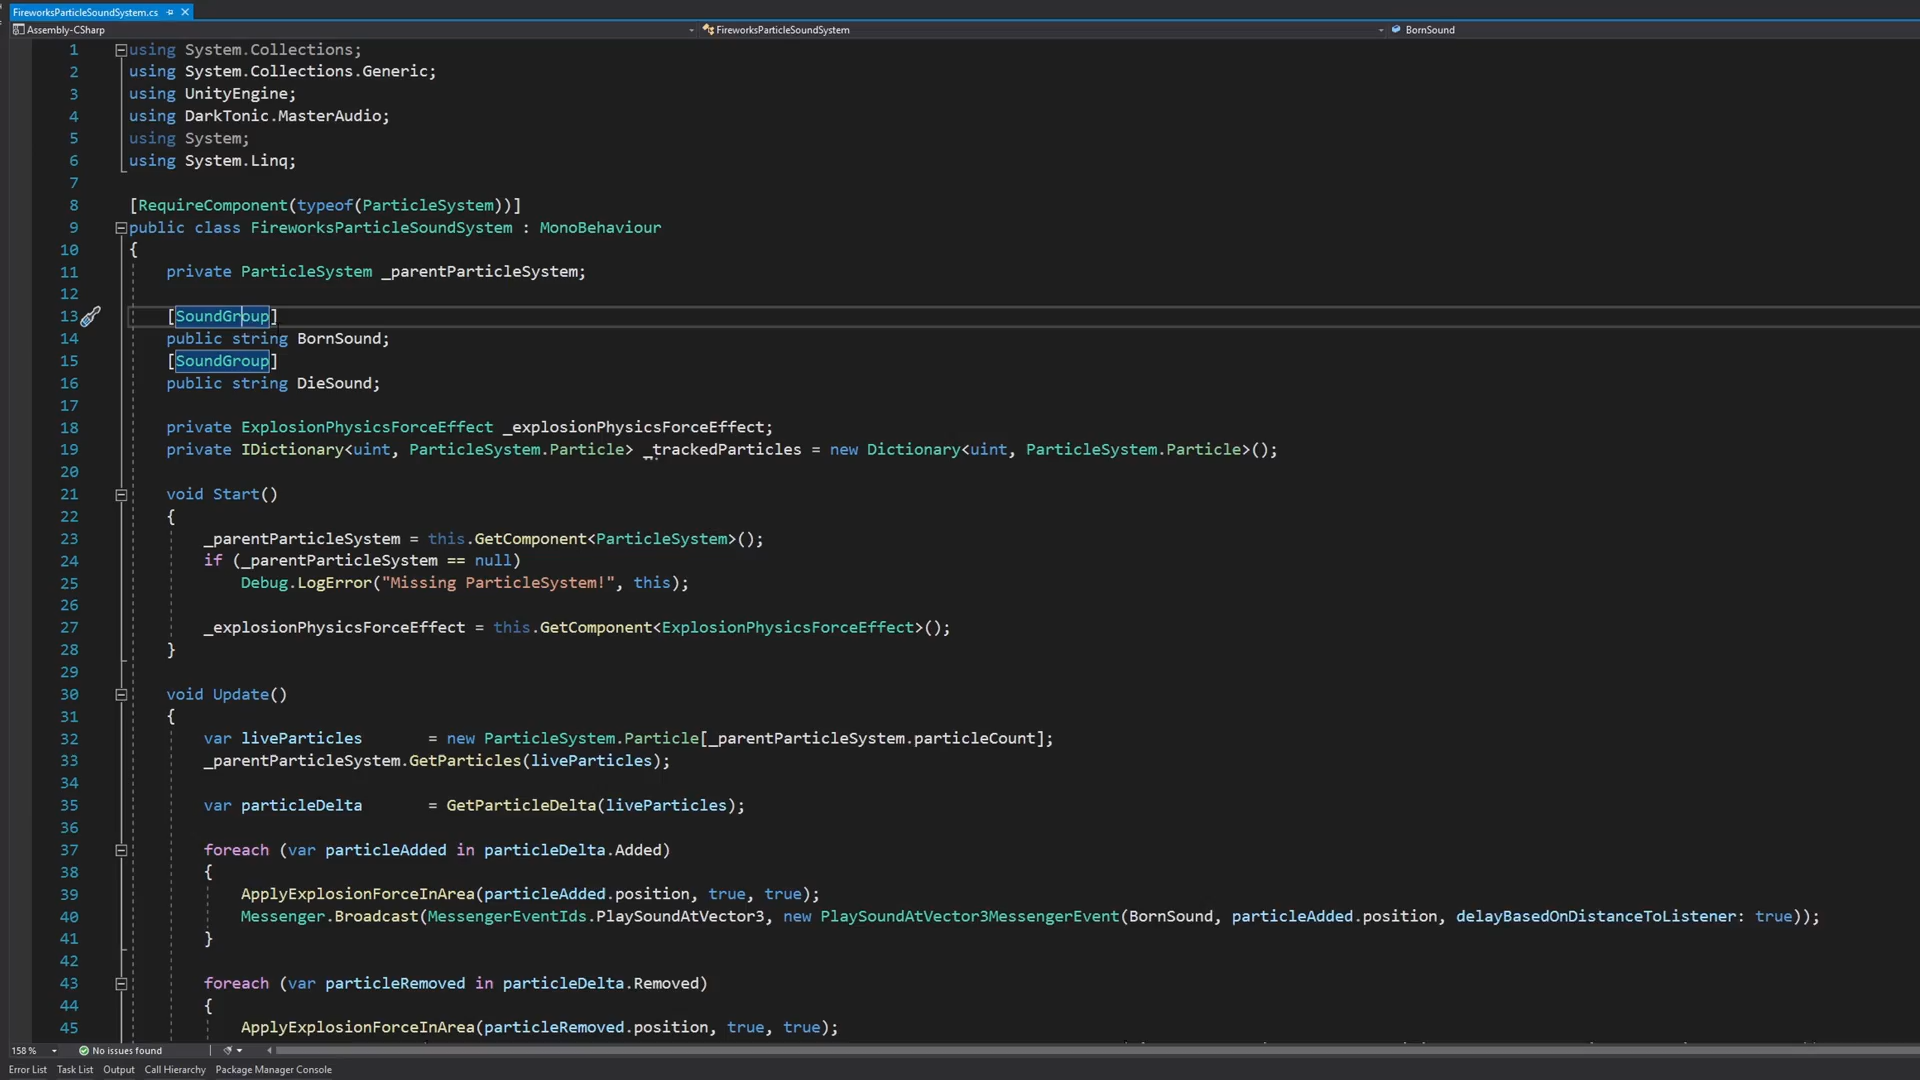 FireworksParticleSoundSystem.cs
Assembly-CSharp
FireworksParticleSoundSystem
BornSound
1 using System.Collections;
2 using System.Collections.Generic;
3 using UnityEngine;
4 using DarkTonic.MasterAudio;
5 using System;
6 using System.Linq;
7
8 [RequireComponent(typeof(ParticleSystem))]
9 public class FireworksParticleSoundSystem : MonoBehaviour
10 {
11 private ParticleSystem _parentParticleSystem;
12
13 [SoundGroup]
14 public string BornSound;
15 [SoundGroup]
16 public string DieSound;
17
18 private ExplosionPhysicsForceEffect _explosionPhysicsForceEffect;
19 private IDictionary<uint, ParticleSystem.Particle> _trackedParticles = new Dictionary<uint, ParticleSystem.Particle>();
20
21 void Start()
22 {
23 _parentParticleSystem = this.GetComponent<ParticleSystem>();
24 if (_parentParticleSystem == null)
25 Debug.LogError("Missing ParticleSystem!", this);
26
27 _explosionPhysicsForceEffect = this.GetComponent<ExplosionPhysicsForceEffect>();
28 }
29
30 void Update()
31 {
32 var liveParticles = new ParticleSystem.Particle[_parentParticleSystem.particleCount];
33 _parentParticleSystem.GetParticles(liveParticles);
34
35 var particleDelta = GetParticleDelta(liveParticles);
36
37 foreach (var particleAdded in particleDelta.Added)
38 {
39 ApplyExplosionForceInArea(particleAdded.position, true, true);
40 Messenger.Broadcast(MessengerEventIds.PlaySoundAtVector3, new PlaySoundAtVector3MessengerEvent(BornSound, particleAdded.position, delayBasedOnDistanceToListener: true));
41 }
42
43 foreach (var particleRemoved in particleDelta.Removed)
44 {
45 ApplyExplosionForceInArea(particleRemoved.position, true, true);
158 %
No issues found
Error List
Task List
Output
Call Hierarchy
Package Manager Console